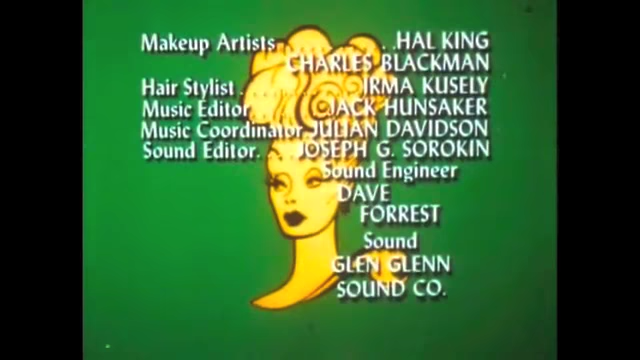 Makeup Artists . . HAL KING
CHARLES BLACKMAN
Hair Stylist . IRMA KUSELY
Music Editor . JACK HUNSAKER
Music Coordinator JULIAN DAVIDSON
Sound Editor. JOSEPH G. SOROKIN
Sound Engineer
DAVE
FORREST
Sound
GLEN GLENN
SOUND CO.